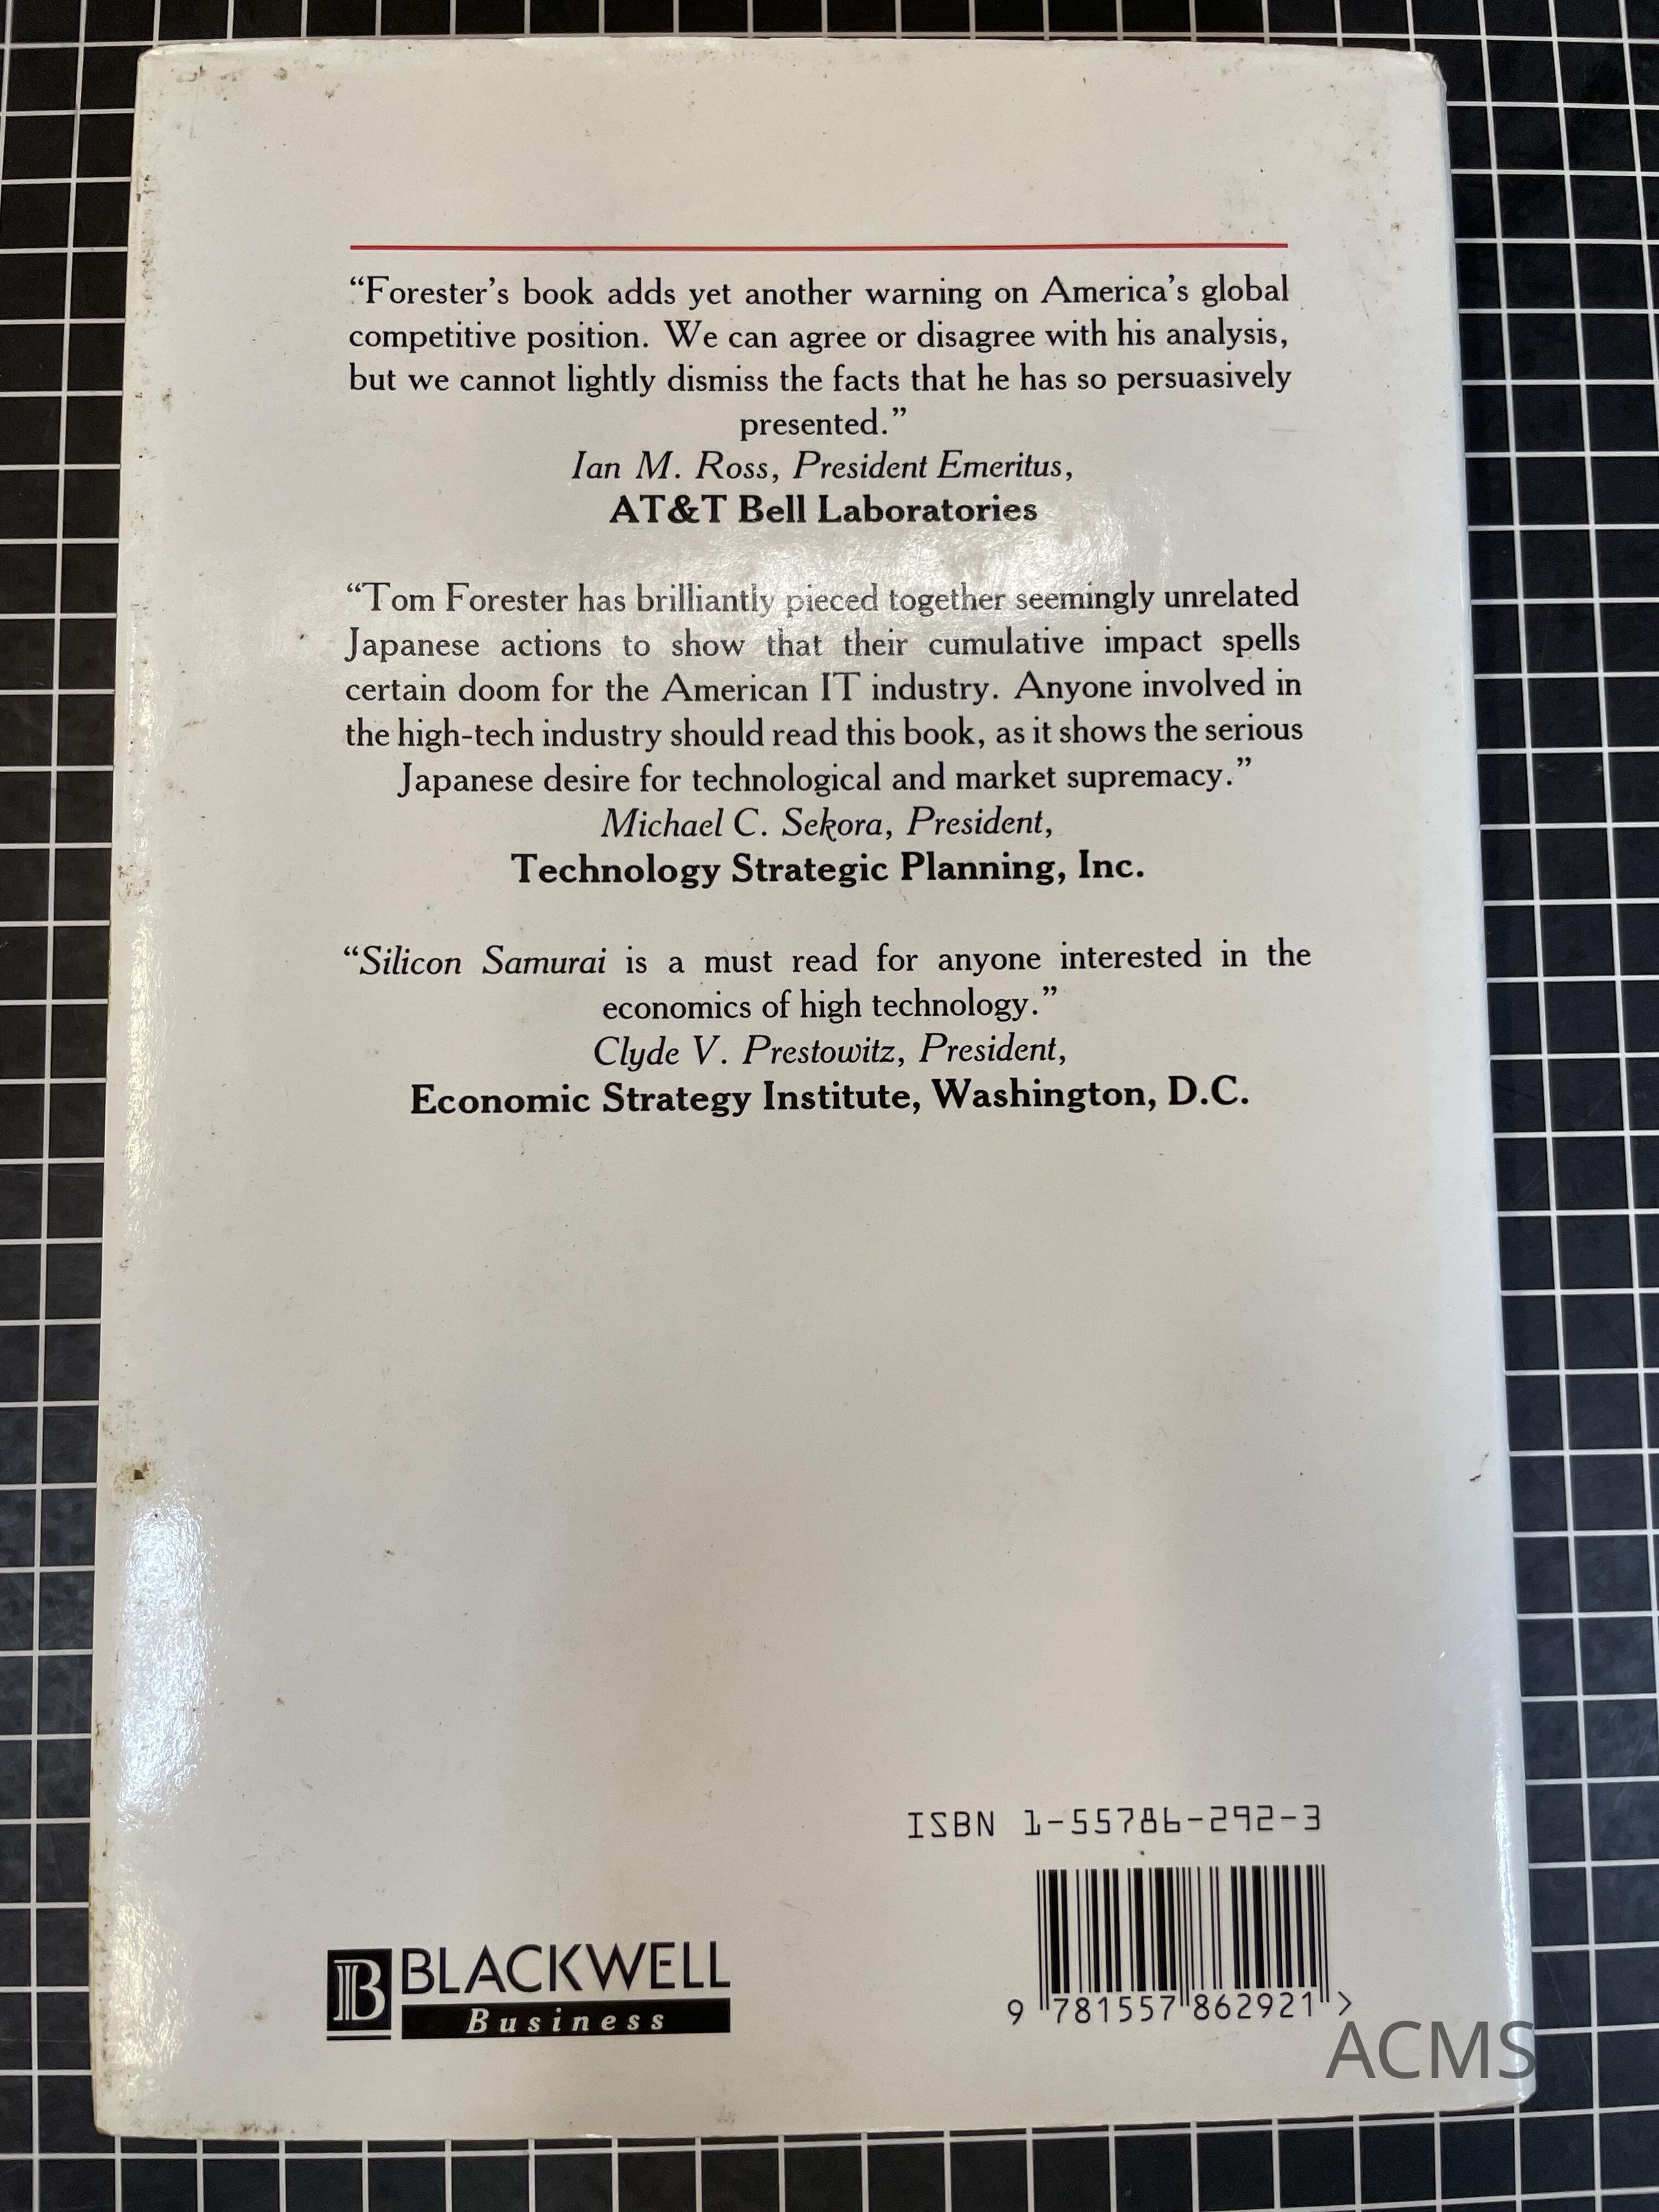 “Forester’s book adds yet another warning on America’s global
competitive position. We can agree or disagree with his analysis,
but we cannot lightly dismiss the facts that he has so persuasively
presented.”
Ian M. Ross, President Emeritus,
AT&T Bell Laboratories
“Tom Forester has brilliantly pieced together seemingly unrelated
Japanese actions to show that their cumulative impact spells
certain doom for the American IT industry. Anyone involved in
the high-tech industry should read this book, as it shows the serious
Japanese desire for technological and market supremacy.”
Michael C. Sekora, President,
Technology Strategic Planning, Inc.
“Silicon Samurai is a must read for anyone interested in the
economics of high technology.”
Clyde V. Prestowitz, President,
Economic Strategy Institute, Washington, D.C.
ISBN 1-55786-292-3
B BLACKWELL
Business
9 781557 862921 >
ACMS